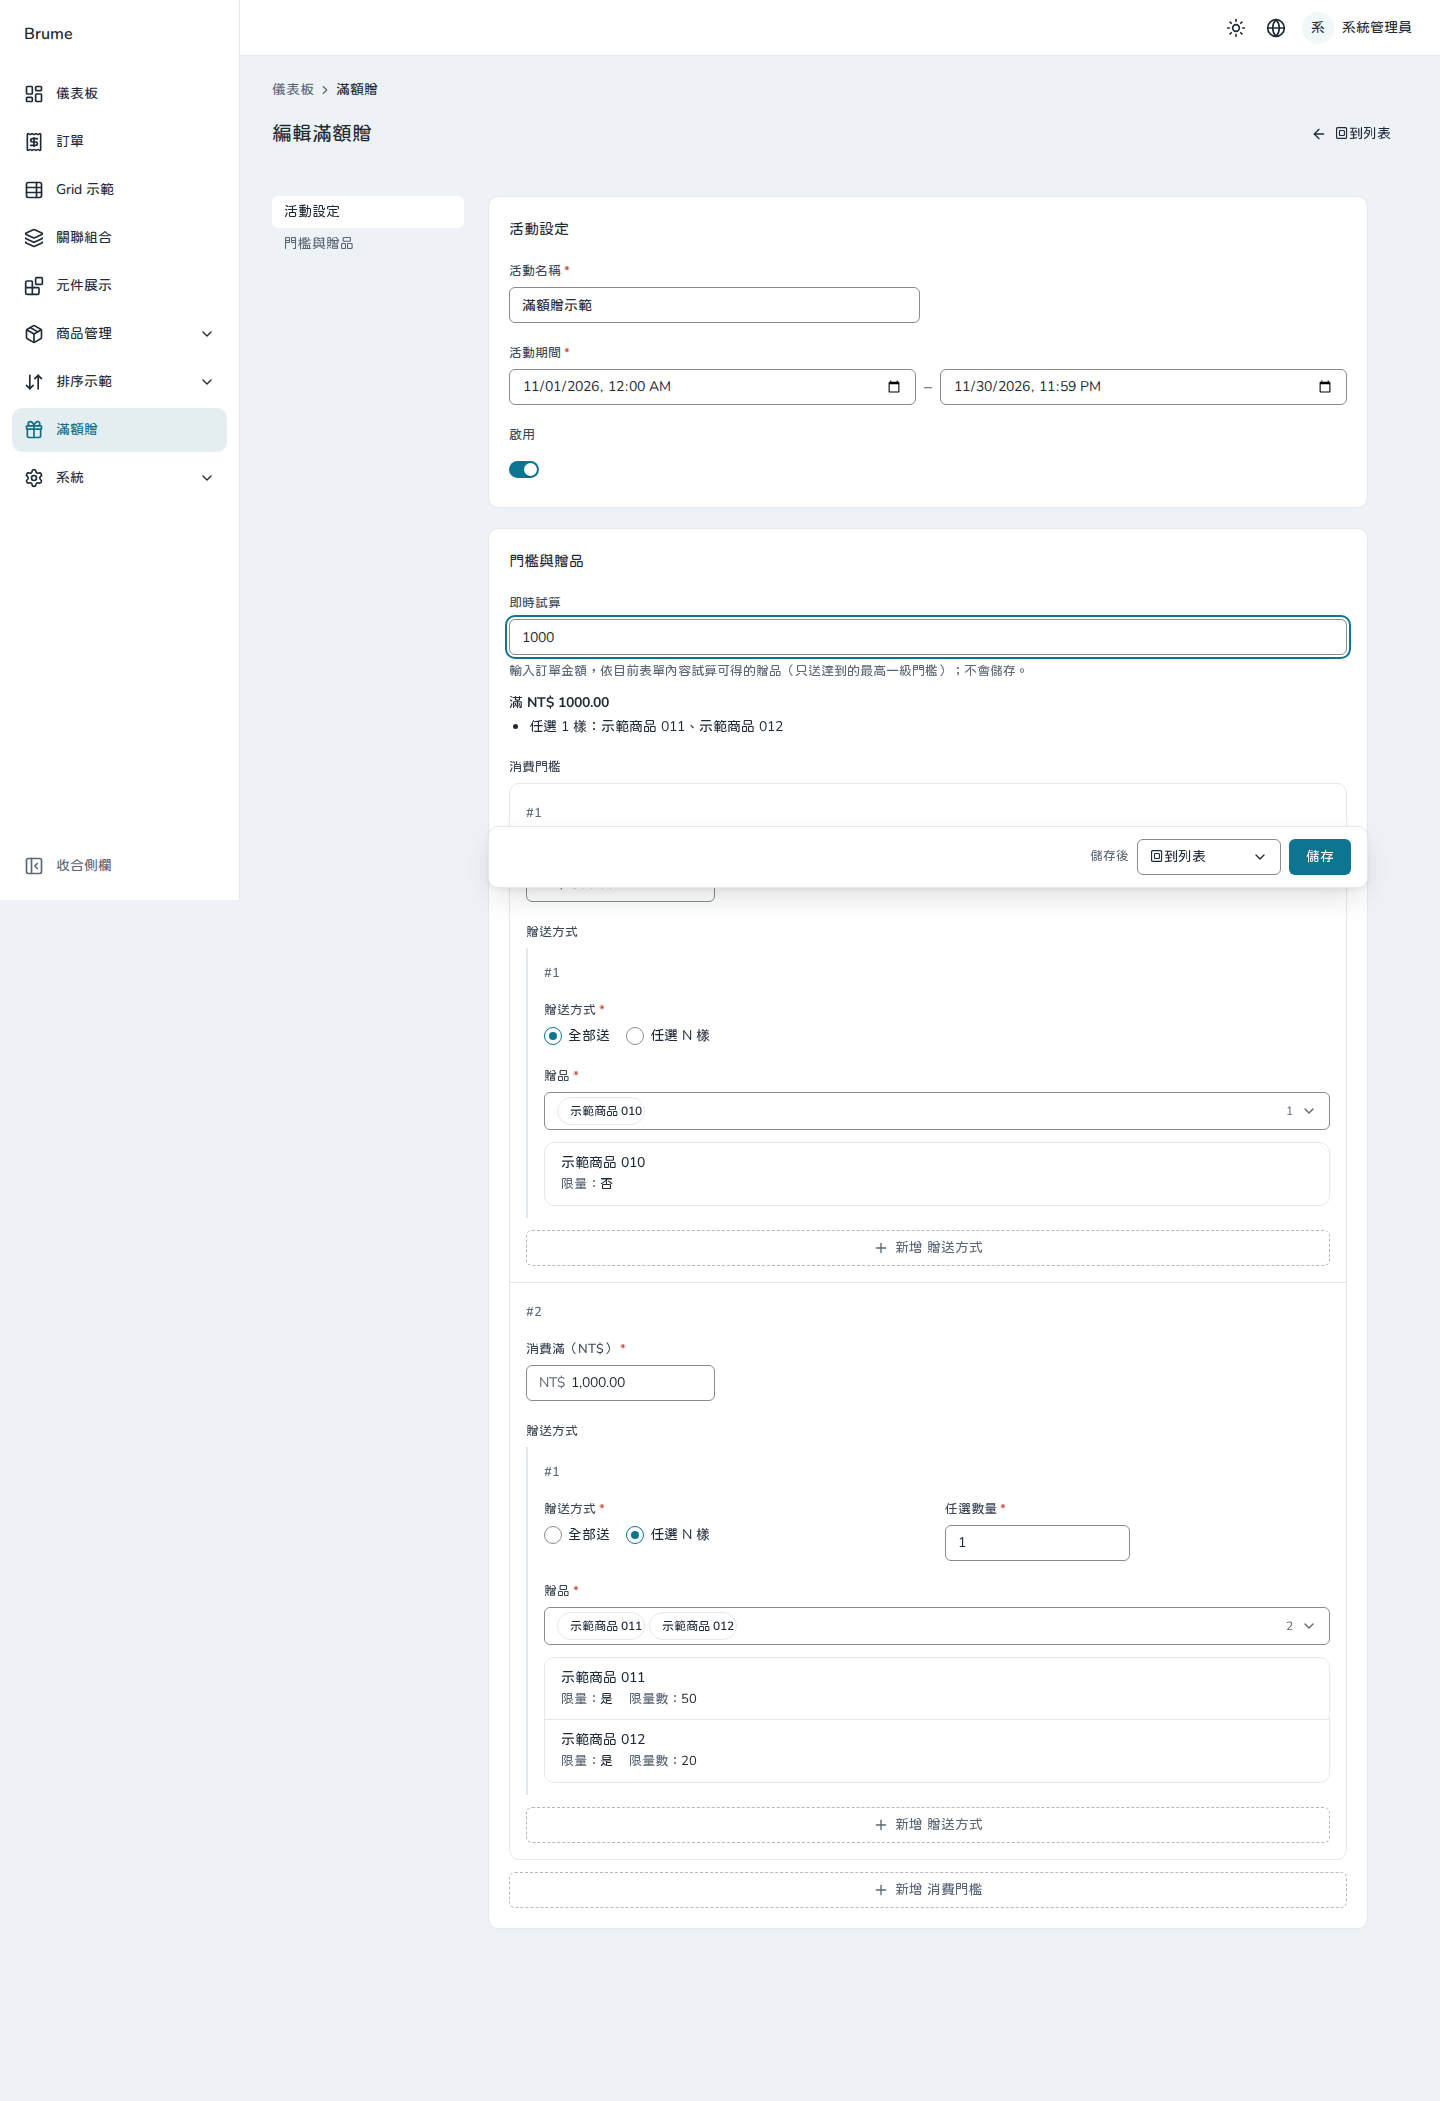 Brume
系 系統管理員
儀表板
訂單
Grid 示範
關聯組合
元件展示
商品管理
排序示範
滿額贈
系統
收合側欄
儀表板 > 滿額贈
編輯滿額贈
回到列表
活動設定
門檻與贈品
活動設定
活動名稱 *
滿額贈示範
活動期間 *
11/01/2026, 12:00 AM – 11/30/2026, 11:59 PM
啟用
門檻與贈品
即時試算
1000
輸入訂單金額，依目前表單內容試算可得的贈品（只送達到的最高一級門檻）；不會儲存。
滿 NT$ 1000.00
• 任選 1 樣：示範商品 011、示範商品 012
消費門檻
#1
儲存後 回到列表 儲存
贈送方式
#1
贈送方式 *
全部送 任選 N 樣
贈品 *
示範商品 010 1
示範商品 010
限量：否
+ 新增 贈送方式
#2
消費滿（NT$） *
NT$ 1,000.00
贈送方式
#1
贈送方式 * 任選數量 *
全部送 任選 N 樣 1
贈品 *
示範商品 011 示範商品 012 2
示範商品 011
限量：是 限量數：50
示範商品 012
限量：是 限量數：20
+ 新增 贈送方式
+ 新增 消費門檻